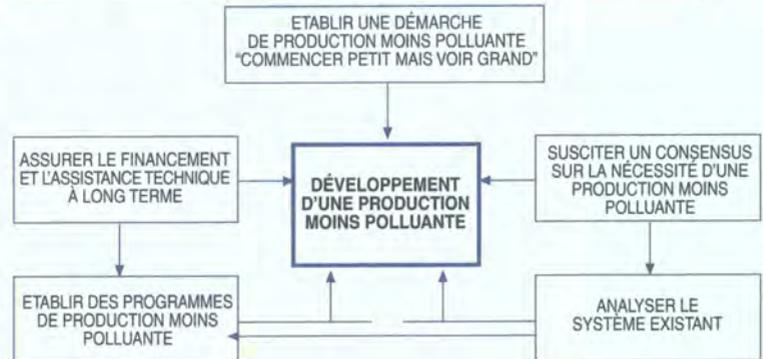 ETABLIR UNE DÉMARCHE
DE PRODUCTION MOINS POLLUANTE
“COMMENCER PETIT MAIS VOIR GRAND”
ASSURER LE FINANCEMENT
ET L'ASSISTANCE TECHNIQUE
À LONG TERME
DÉVELOPPEMENT
D'UNE PRODUCTION
MOINS POLLUANTE
SUSCITER UN CONSENSUS
SUR LA NÉCESSITÉ D'UNE
PRODUCTION MOINS
POLLUANTE
ETABLIR DES PROGRAMMES
DE PRODUCTION MOINS
POLLUANTE
ANALYSER LE
SYSTÈME EXISTANT